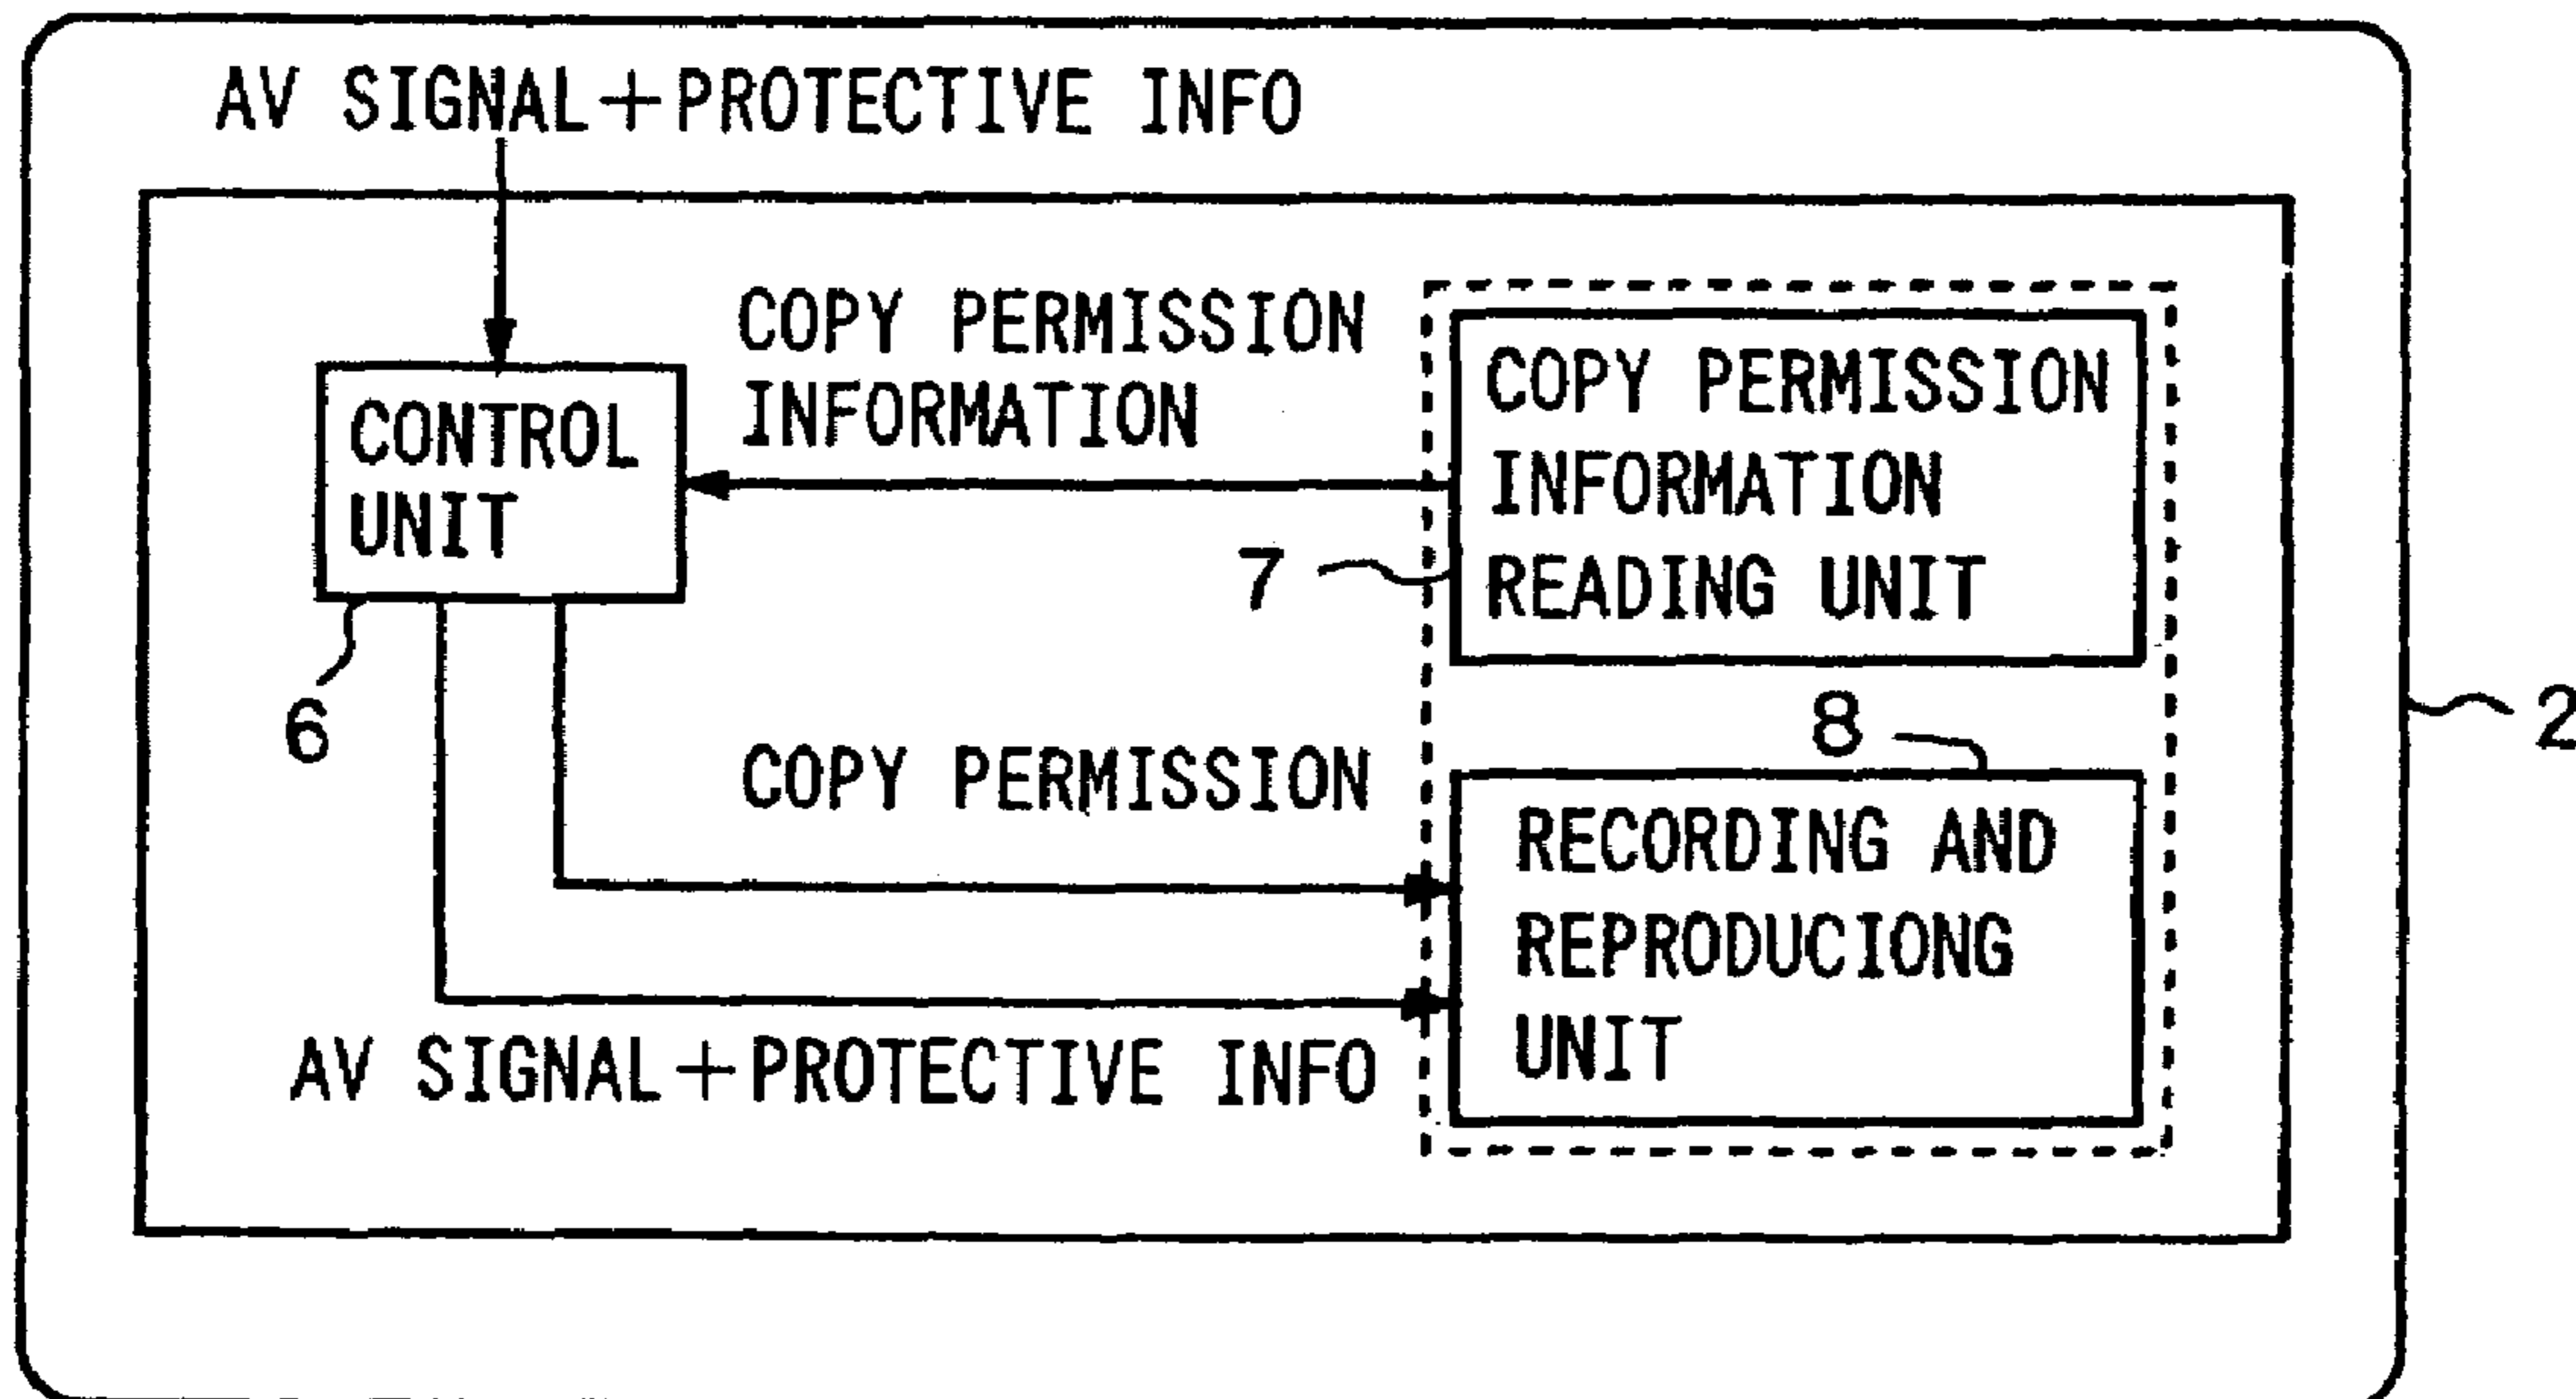 AV SIGNAL+PROTECTIVE INFO
CONTROL
UNIT
6
COPY PERMISSION
INFORMATION
COPY PERMISSION
INFORMATION
READING UNIT
7
2
COPY PERMISSION
8
RECORDING AND
REPRODUCIONG
UNIT
AV SIGNAL+PROTECTIVE INFO